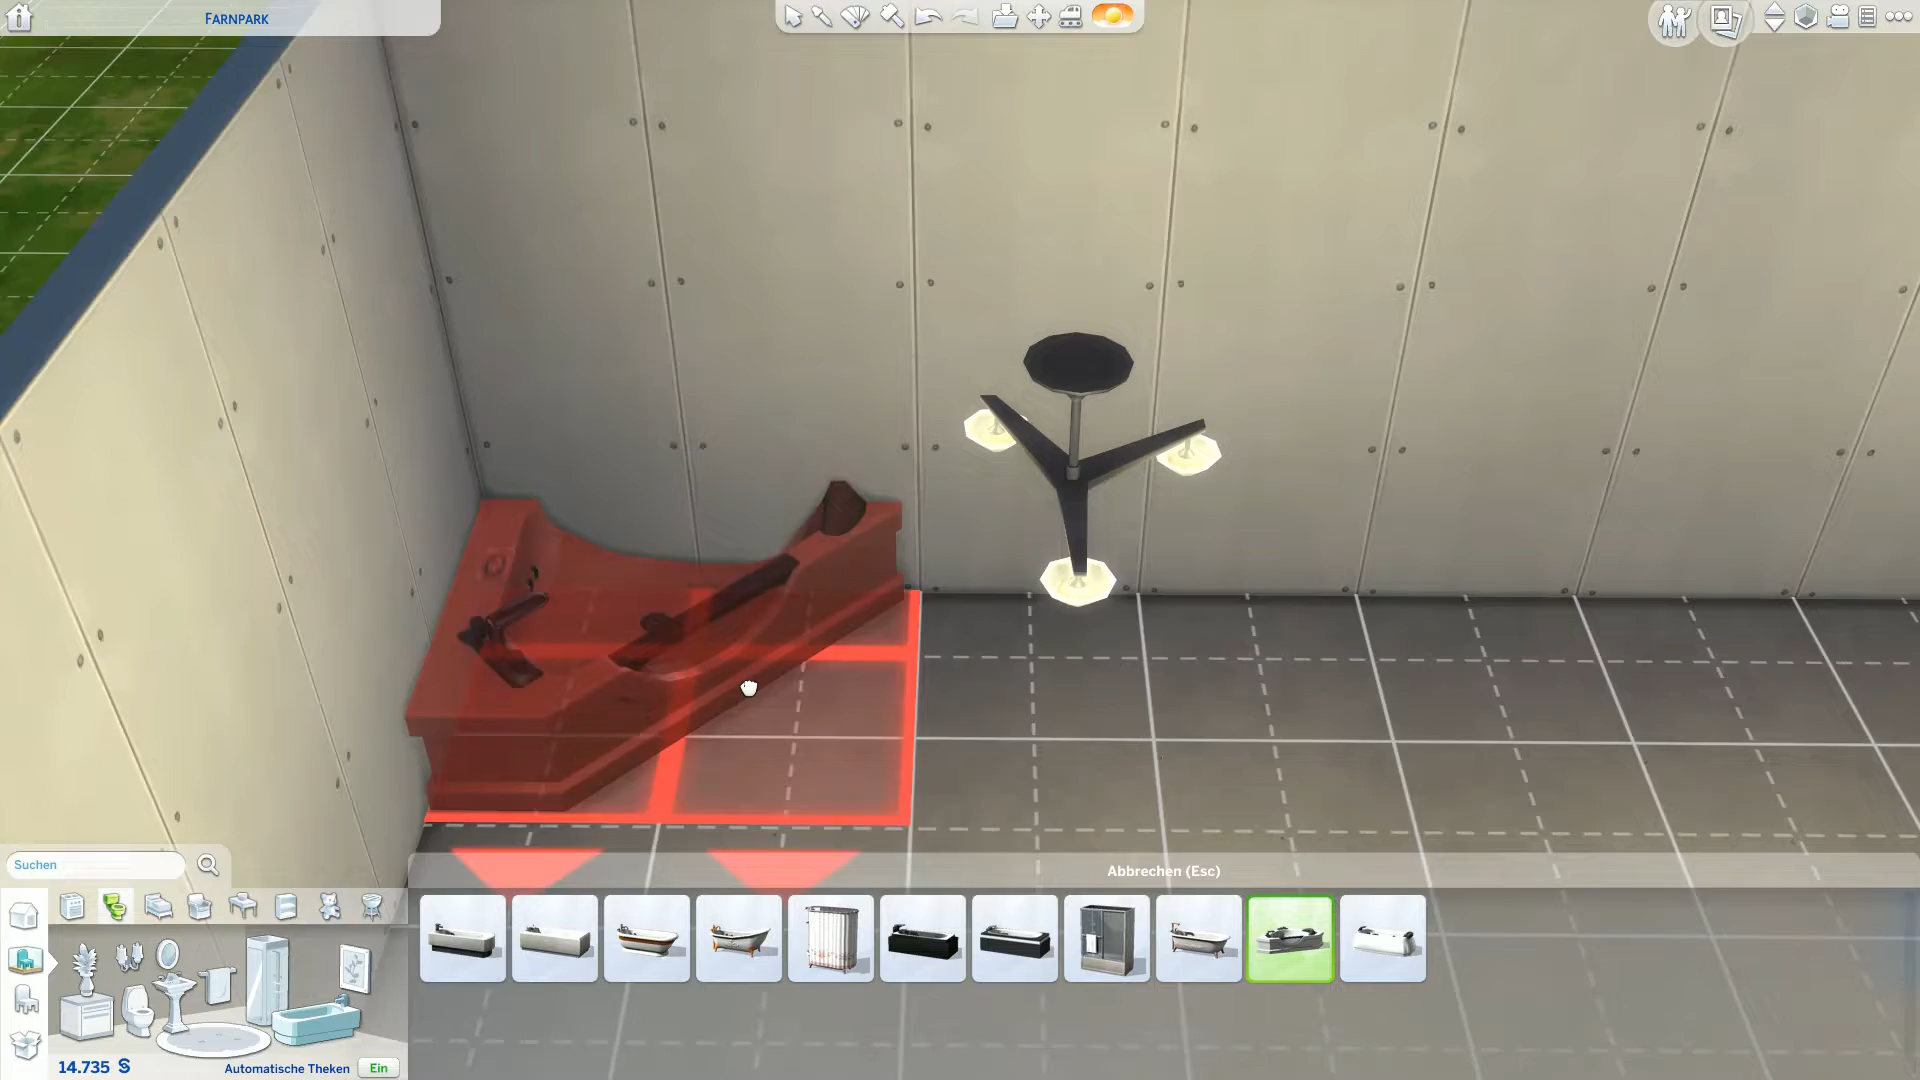 FARNPARK
Suchen
Abbrechen (Esc)
14.735 S
Automatische Theken Ein